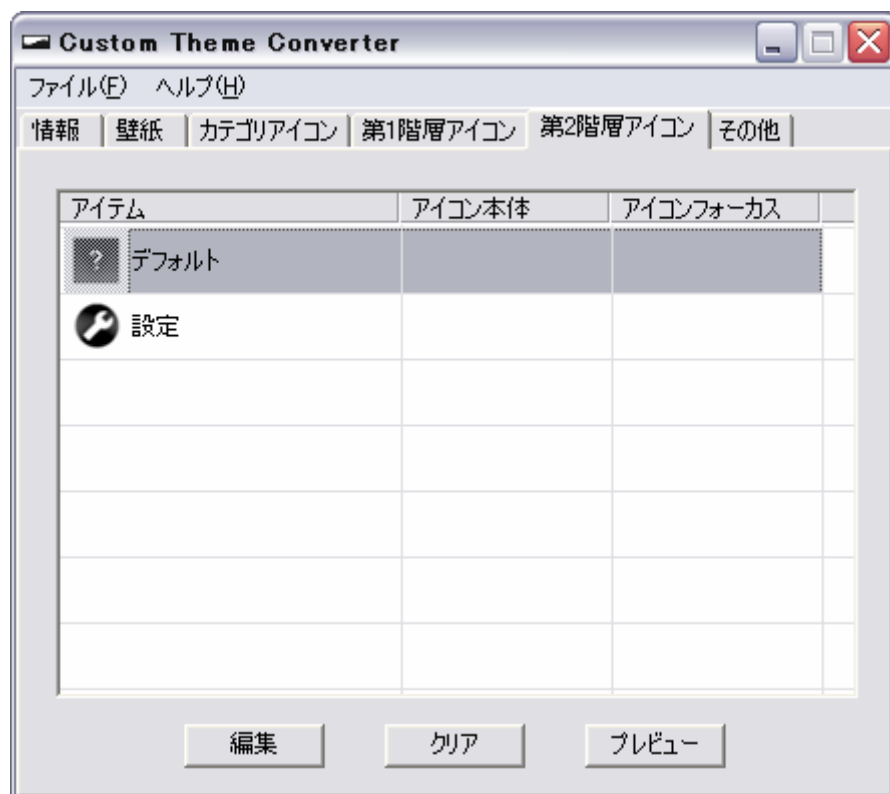 Custom Theme Converter
ファイル(F) ヘルプ(H)
情報 壁紙 カテゴリアイコン 第1階層アイコン 第2階層アイコン その他
アイテム アイコン本体 アイコンフォーカス
? デフォルト
設定
編集 クリア プレビュー